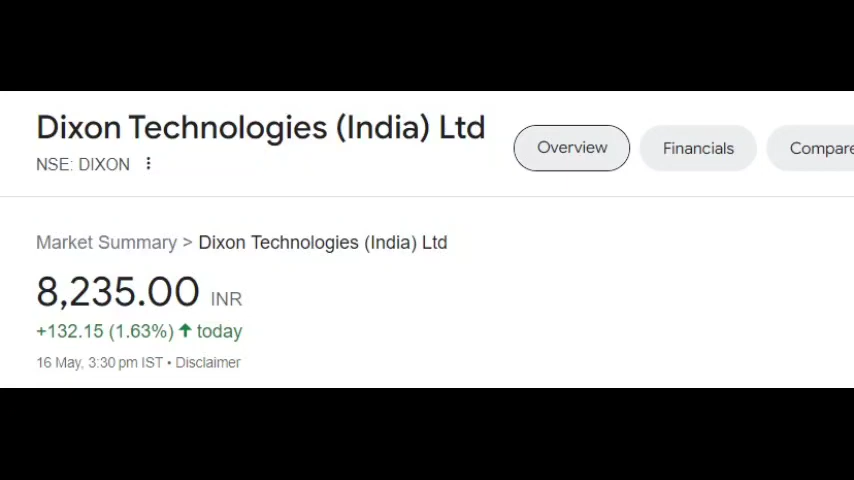 Dixon Technologies (India) Ltd
NSE: DIXON
Overview
Financials
Compare
Market Summary > Dixon Technologies (India) Ltd
8,235.00 INR
+132.15 (1.63%) ↑ today
16 May, 3:30 pm IST • Disclaimer